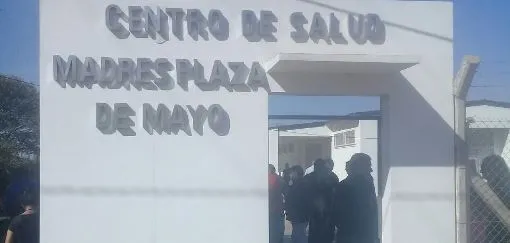 CENTRO DE SALUD
MADRES PLAZA
DE MAYO